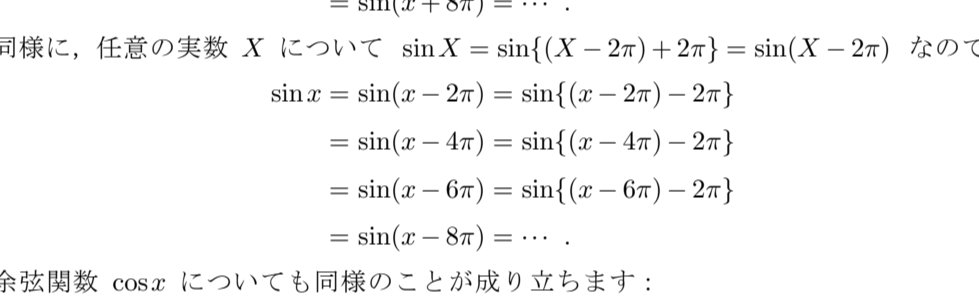 = sin(x + 8π) = ⋯ .
同様に，任意の実数 X について sin X = sin{(X − 2π) + 2π} = sin(X − 2π) なので
sin x = sin(x − 2π) = sin{(x − 2π) − 2π}
= sin(x − 4π) = sin{(x − 4π) − 2π}
= sin(x − 6π) = sin{(x − 6π) − 2π}
= sin(x − 8π) = ⋯ .
余弦関数 cos x についても同様のことが成り立ちます：